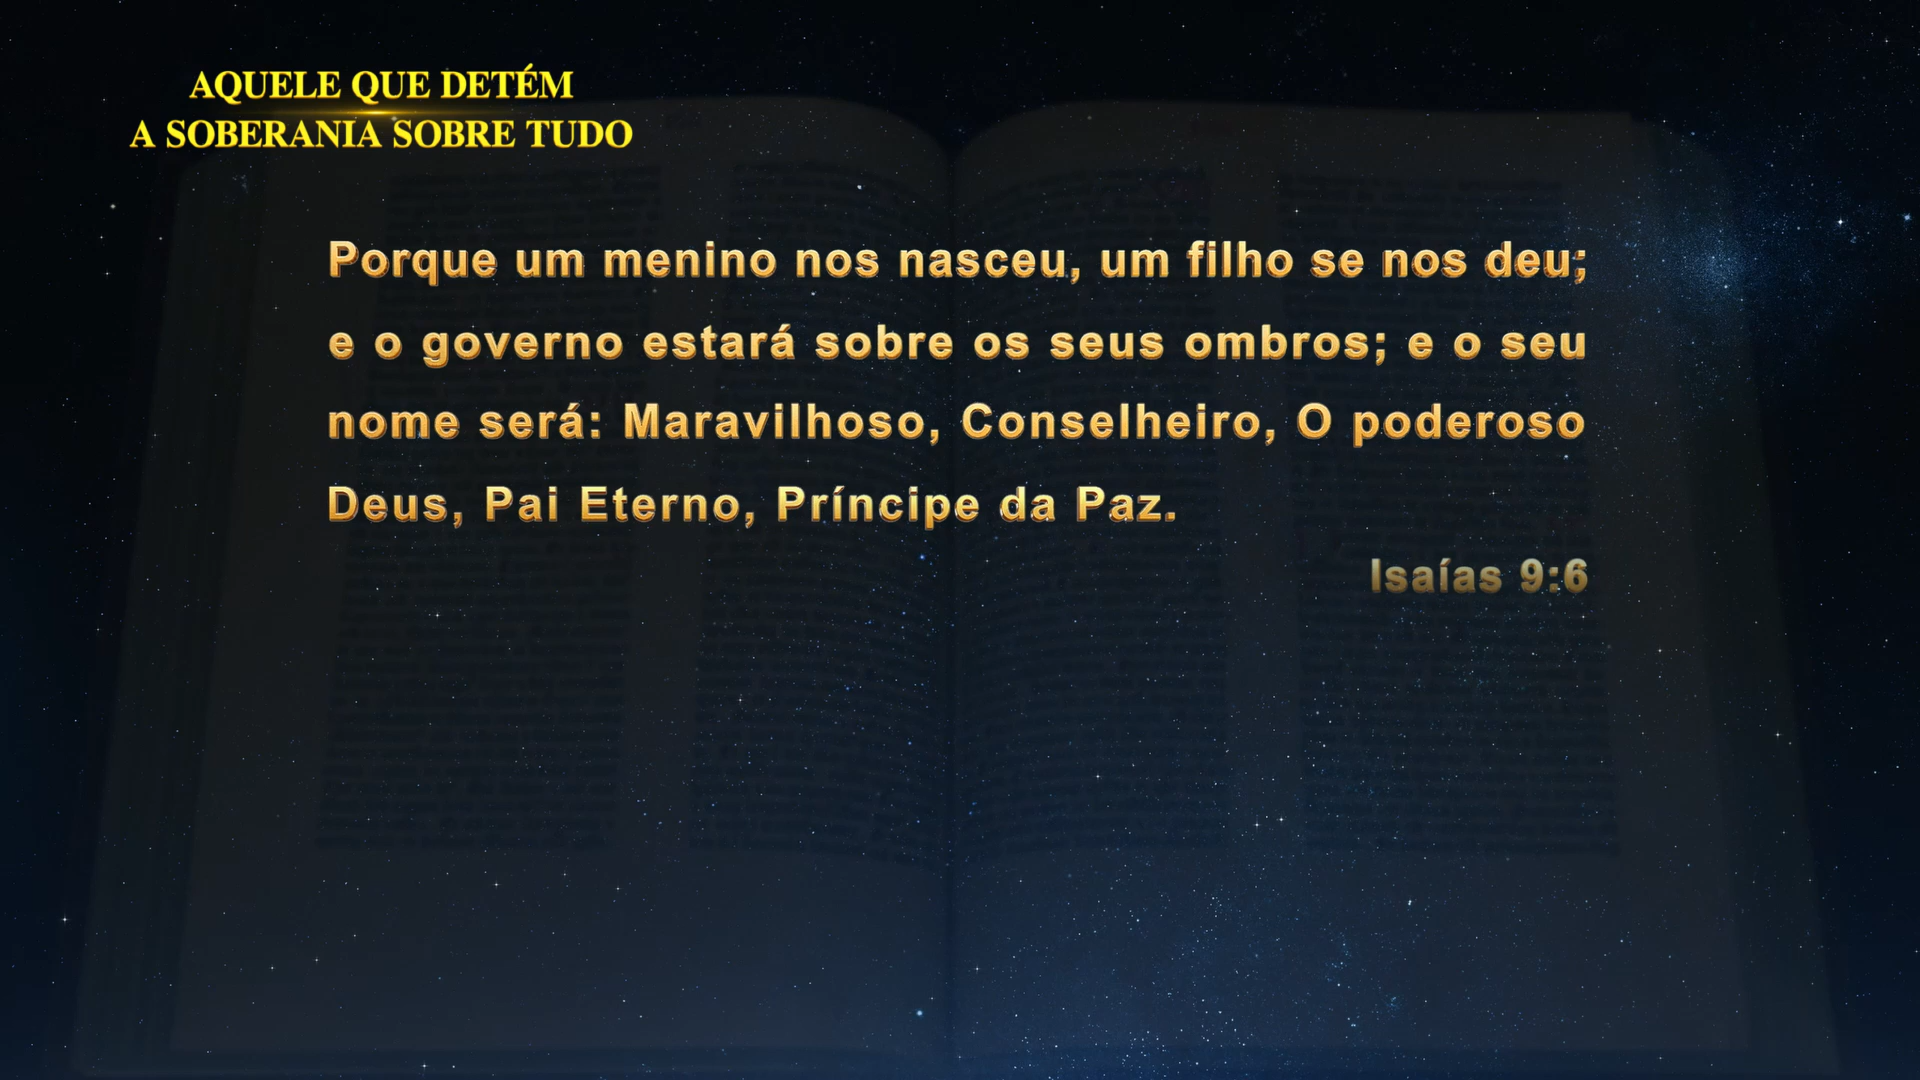 AQUELE QUE DETÉM
A SOBERANIA SOBRE TUDO
Porque um menino nos nasceu, um filho se nos deu;
e o governo estará sobre os seus ombros; e o seu
nome será: Maravilhoso, Conselheiro, O poderoso
Deus, Pai Eterno, Príncipe da Paz.
Isaías 9:6